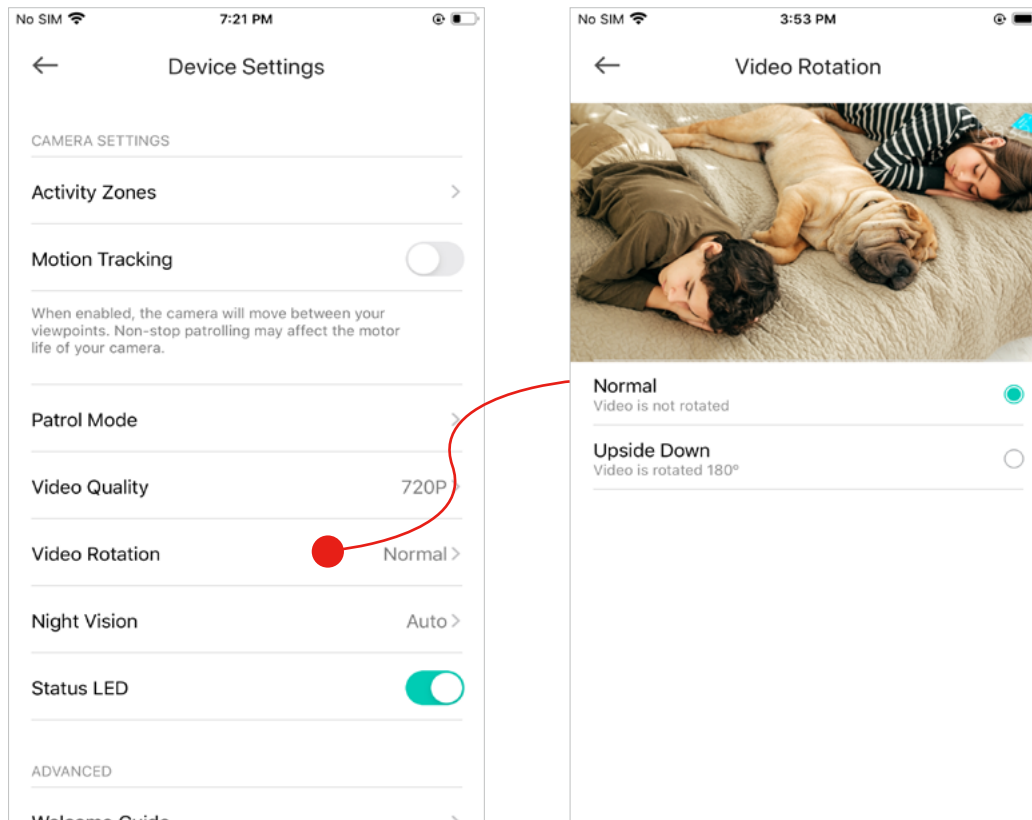 No SIM 7:21 PM
Device Settings
CAMERA SETTINGS
Activity Zones
Motion Tracking
When enabled, the camera will move between your
viewpoints. Non-stop patrolling may affect the motor
life of your camera.
Patrol Mode
Video Quality 720P
Video Rotation Normal
Night Vision Auto
Status LED
ADVANCED
Welcome Guide
No SIM 3:53 PM
Video Rotation
Normal
Video is not rotated
Upside Down
Video is rotated 180º